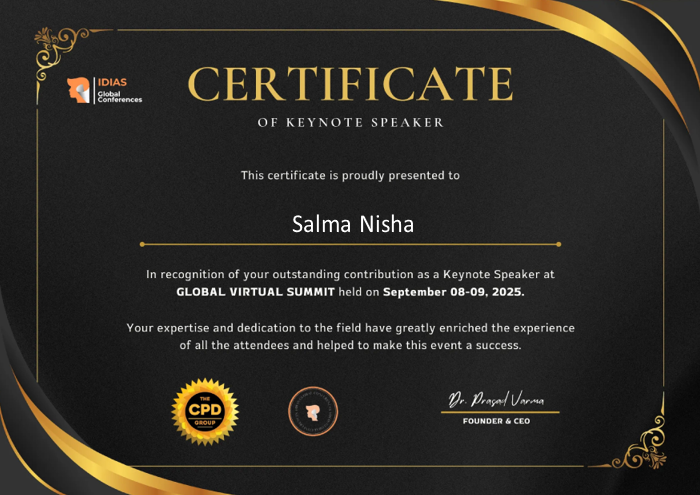 IDIAS
Global
Conferences
CERTIFICATE
OF KEYNOTE SPEAKER
This certificate is proudly presented to
Salma Nisha
In recognition of your outstanding contribution as a Keynote Speaker at
GLOBAL VIRTUAL SUMMIT held on September 08-09, 2025.
Your expertise and dedication to the field have greatly enriched the experience
of all the attendees and helped to make this event a success.
THE
CPD
GROUP
Dr. Prasad Varma
FOUNDER & CEO